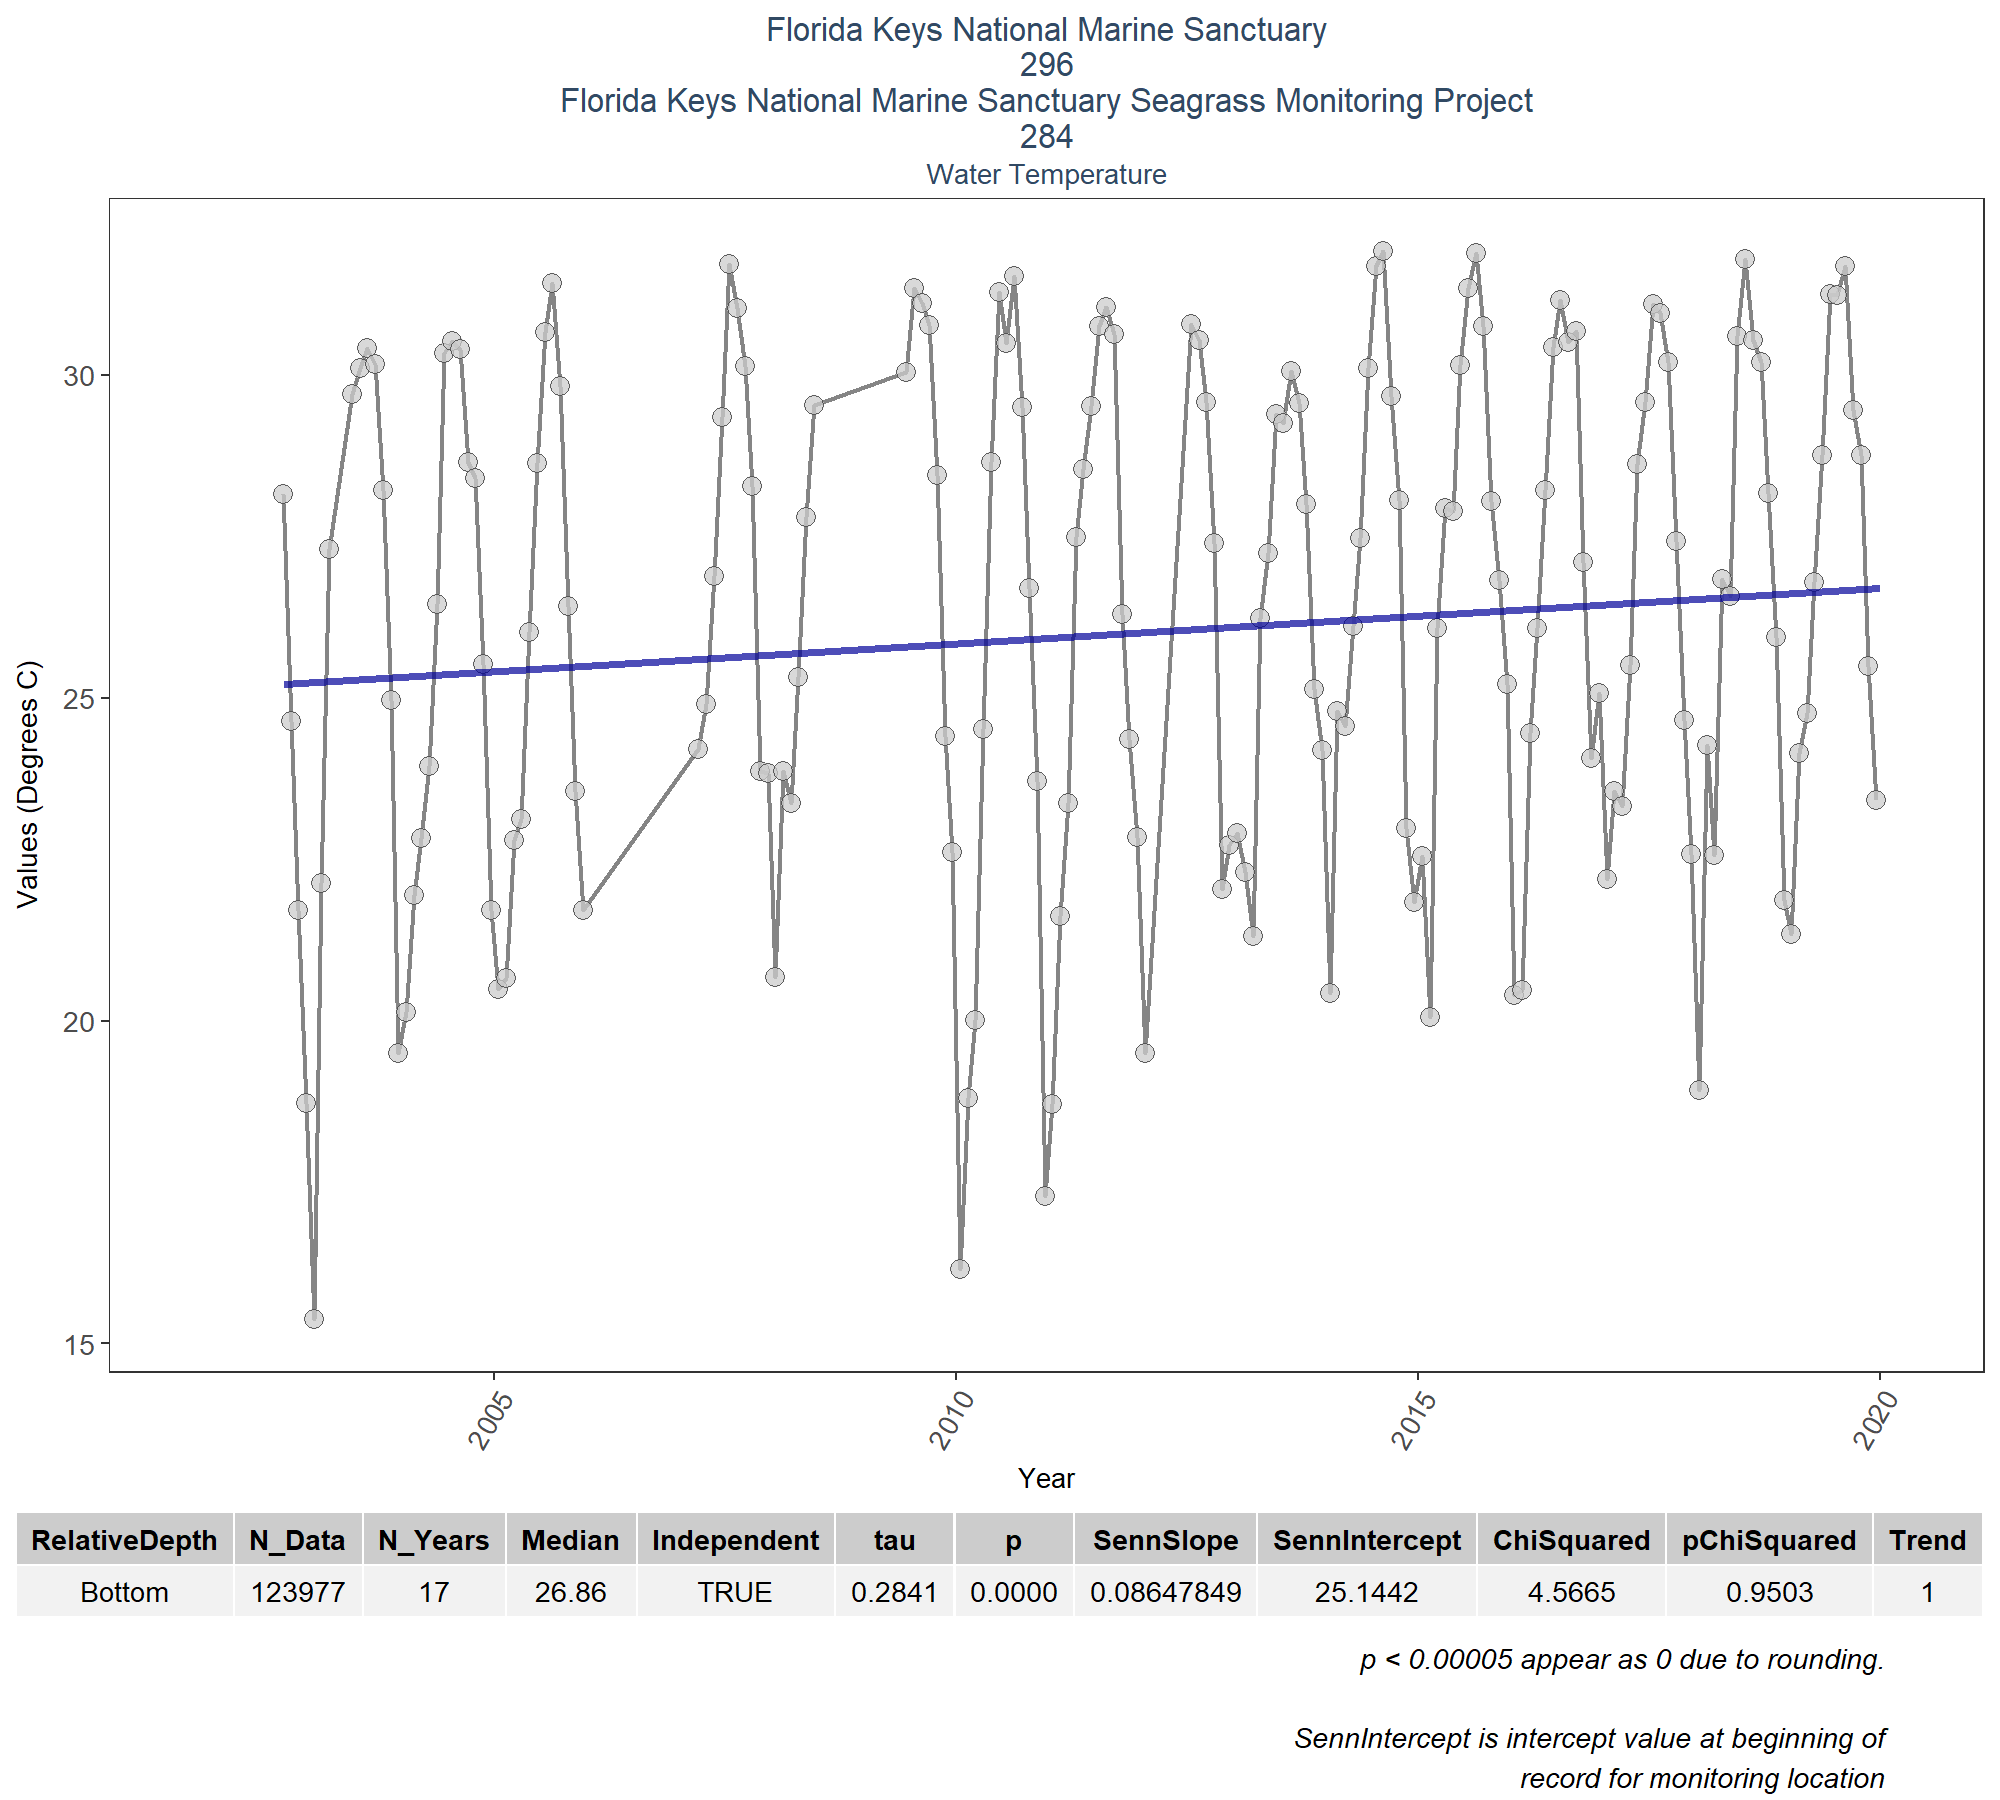 Florida Keys National Marine Sanctuary
296
Florida Keys National Marine Sanctuary Seagrass Monitoring Project
284
Water Temperature
Values (Degrees C)
30
25
20
15
2005
2010
2015
2020
Year
RelativeDepth N_Data N_Years Median Independent tau p SennSlope SennIntercept ChiSquared pChiSquared Trend
Bottom 123977 17 26.86 TRUE 0.2841 0.0000 0.08647849 25.1442 4.5665 0.9503 1
p < 0.00005 appear as 0 due to rounding.
SennIntercept is intercept value at beginning of
record for monitoring location